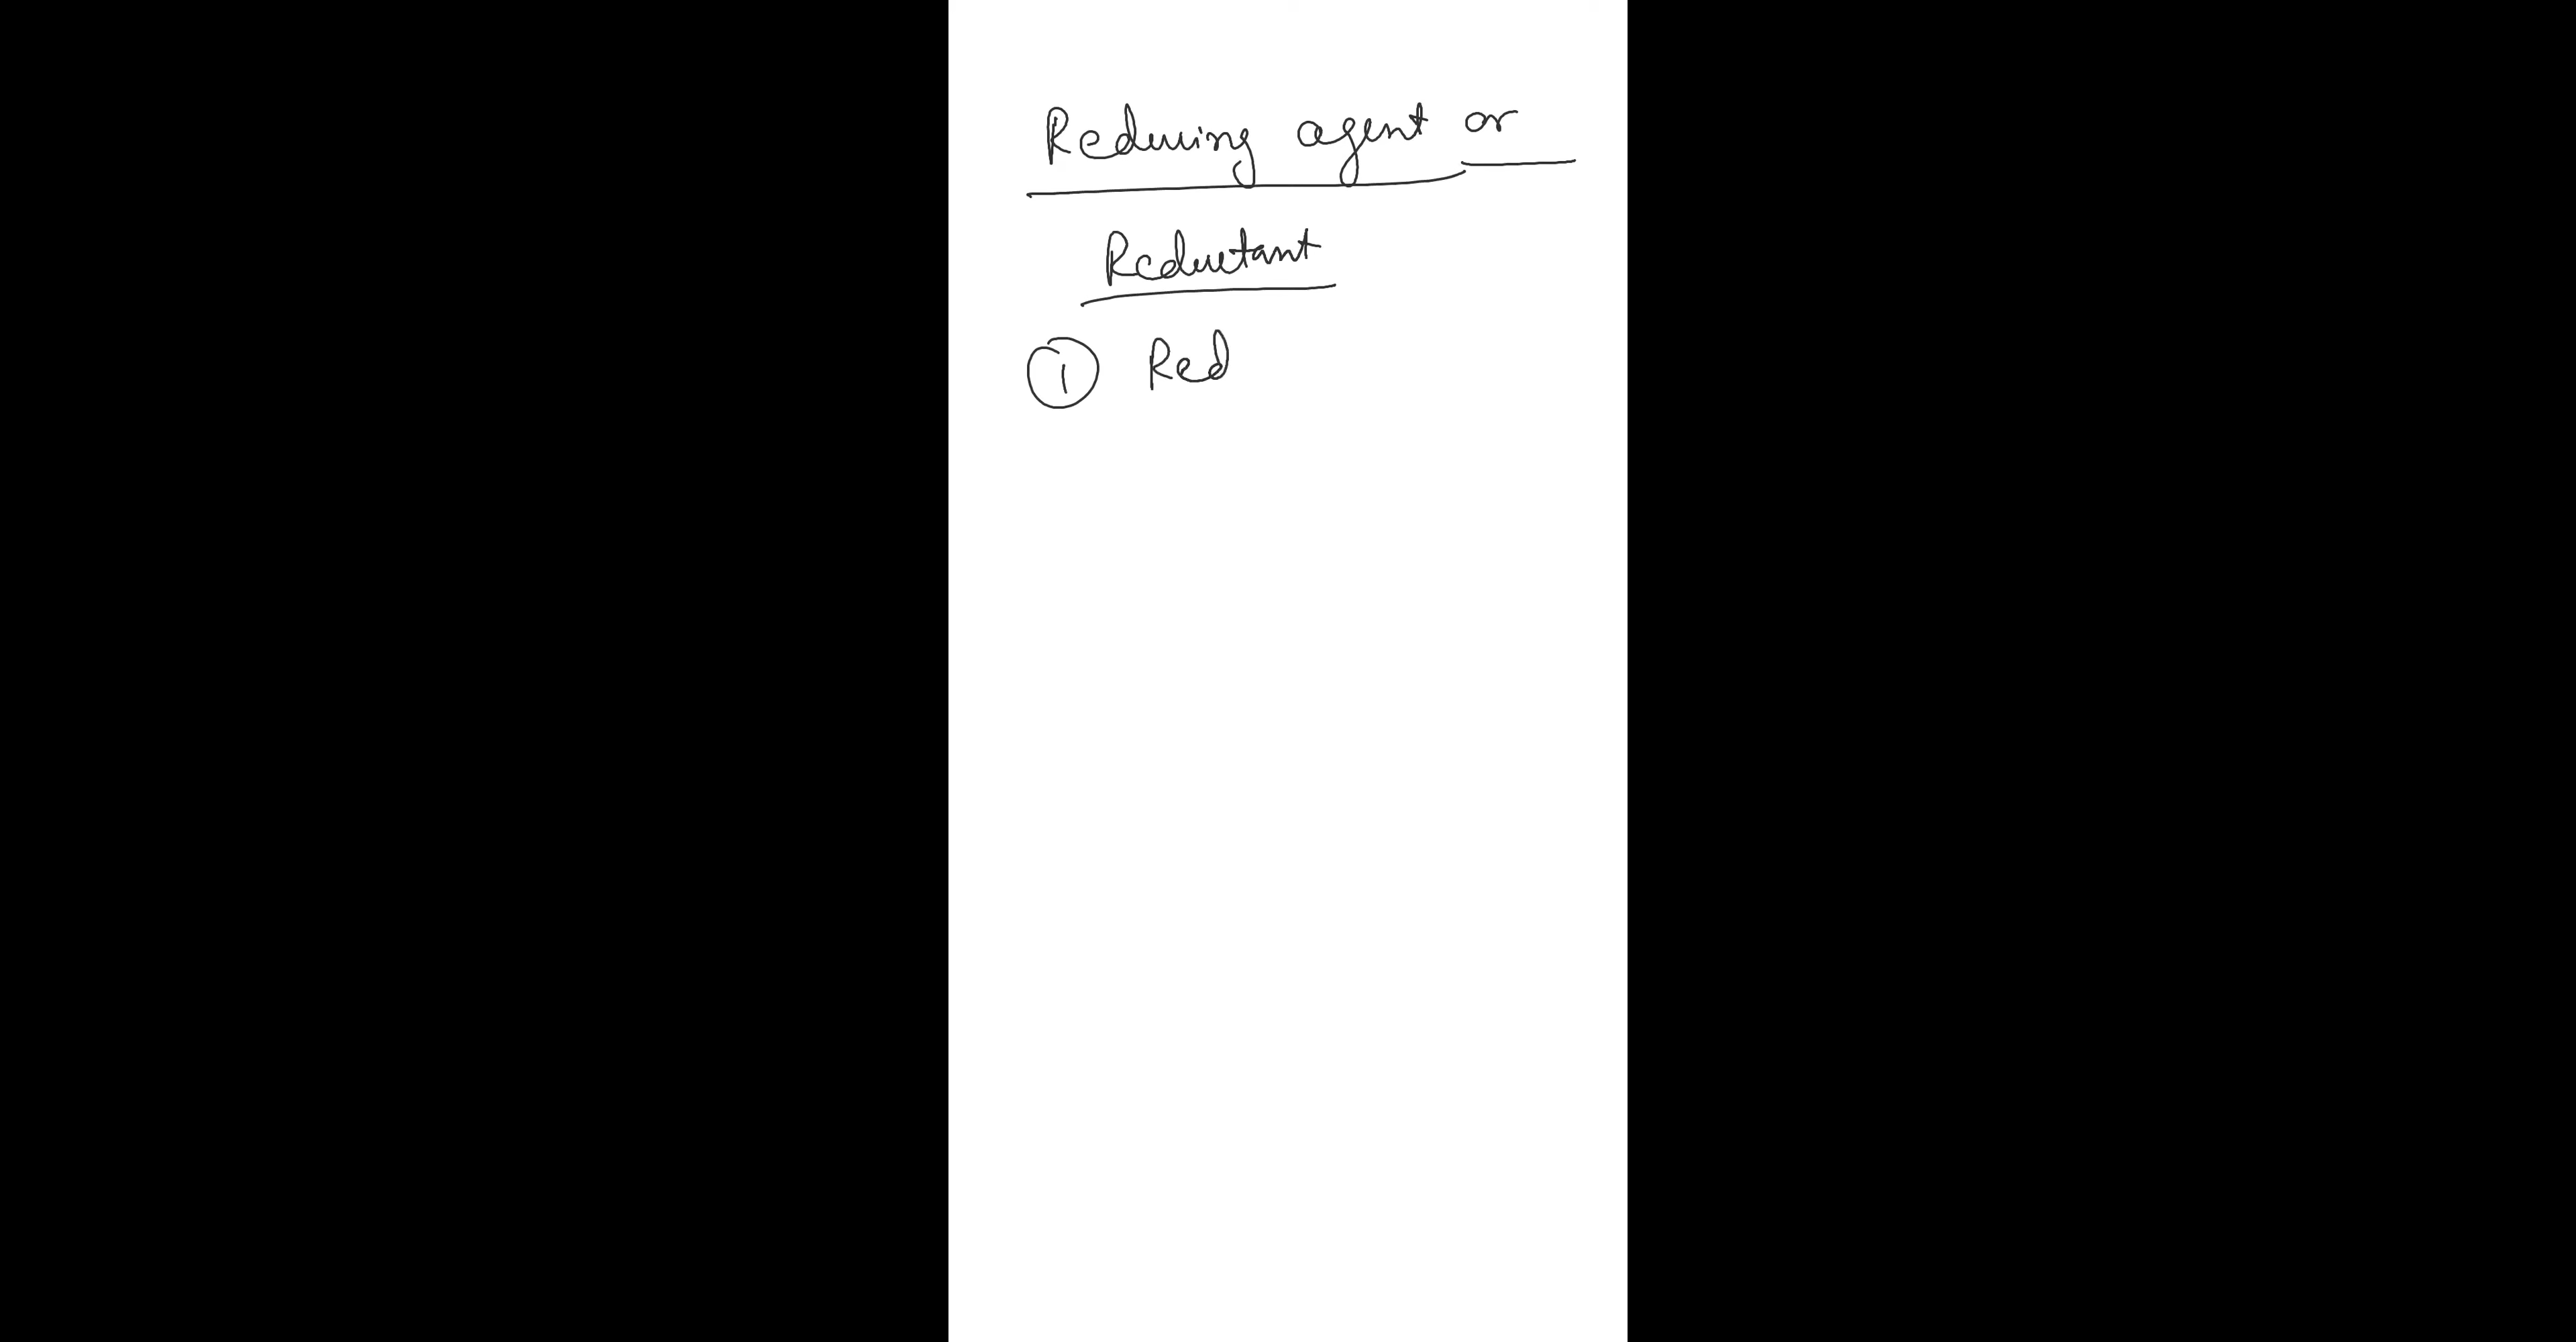 Reducing agent or
Reductant
① Red